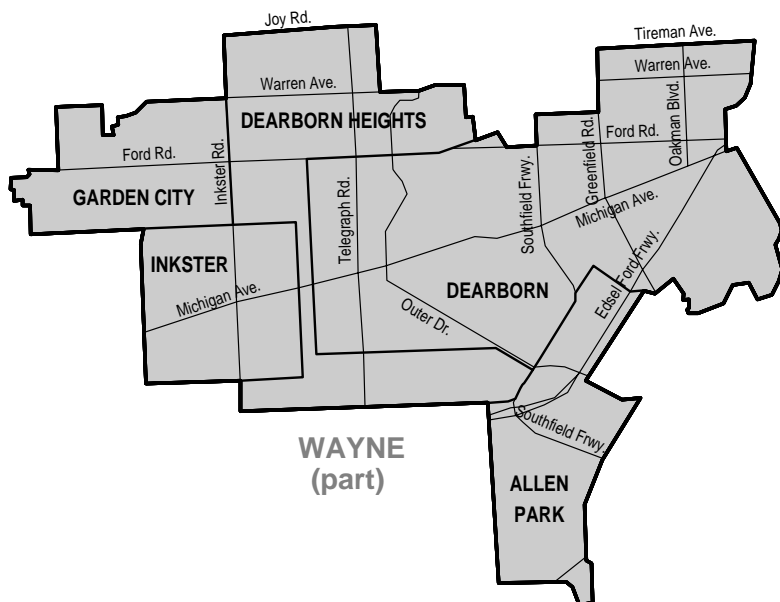 Joy Rd.
Tireman Ave.
Warren Ave.
Warren Ave.
Oakman Blvd.
DEARBORN HEIGHTS
Greenfield Rd.
Ford Rd.
Ford Rd.
Inkster Rd.
Telegraph Rd.
Southfield Frwy.
GARDEN CITY
Michigan Ave.
INKSTER
Michigan Ave.
DEARBORN
Edsel Ford Frwy.
Outer Dr.
Southfield Frwy.
WAYNE
(part)
ALLEN
PARK